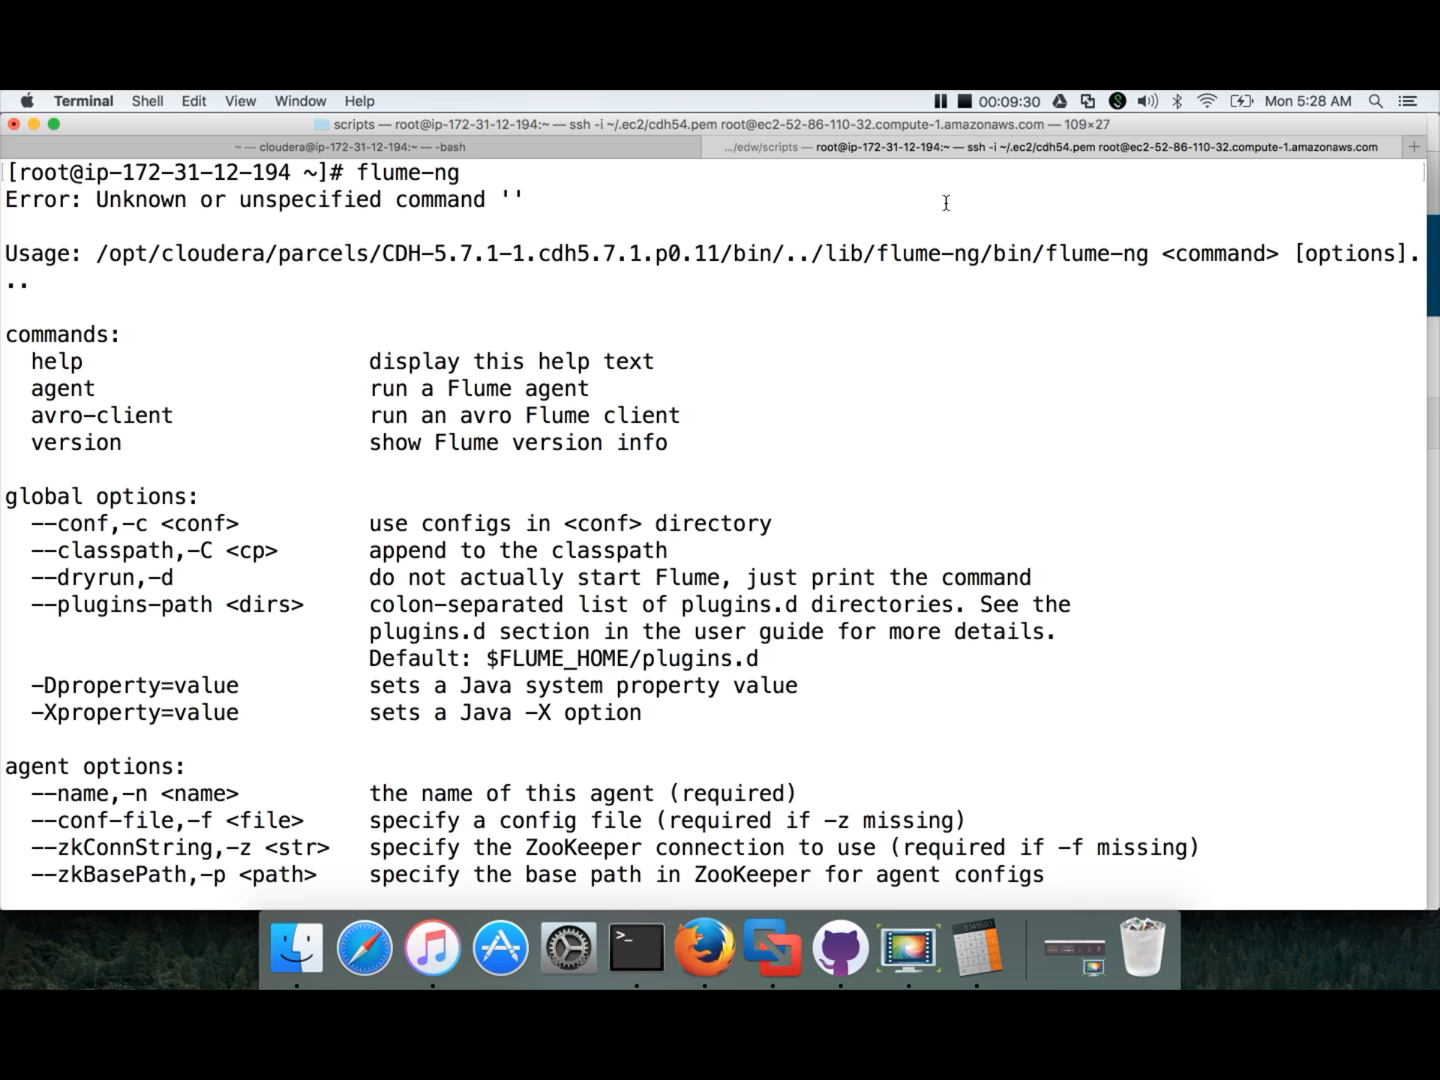 Terminal Shell Edit View Window Help 00:09:30 Mon 5:28 AM
scripts — root@ip-172-31-12-194:~ — ssh -i ~/.ec2/cdh54.pem root@ec2-52-86-110-32.compute-1.amazonaws.com — 109×27
~ — cloudera@ip-172-31-12-194:~ — -bash
.../edw/scripts — root@ip-172-31-12-194:~ — ssh -i ~/.ec2/cdh54.pem root@ec2-52-86-110-32.compute-1.amazonaws.com
[root@ip-172-31-12-194 ~]# flume-ng
Error: Unknown or unspecified command ''
Usage: /opt/cloudera/parcels/CDH-5.7.1-1.cdh5.7.1.p0.11/bin/../lib/flume-ng/bin/flume-ng <command> [options].
..
commands:
help display this help text
agent run a Flume agent
avro-client run an avro Flume client
version show Flume version info
global options:
--conf,-c <conf> use configs in <conf> directory
--classpath,-C <cp> append to the classpath
--dryrun,-d do not actually start Flume, just print the command
--plugins-path <dirs> colon-separated list of plugins.d directories. See the
plugins.d section in the user guide for more details.
Default: $FLUME_HOME/plugins.d
-Dproperty=value sets a Java system property value
-Xproperty=value sets a Java -X option
agent options:
--name,-n <name> the name of this agent (required)
--conf-file,-f <file> specify a config file (required if -z missing)
--zkConnString,-z <str> specify the ZooKeeper connection to use (required if -f missing)
--zkBasePath,-p <path> specify the base path in ZooKeeper for agent configs